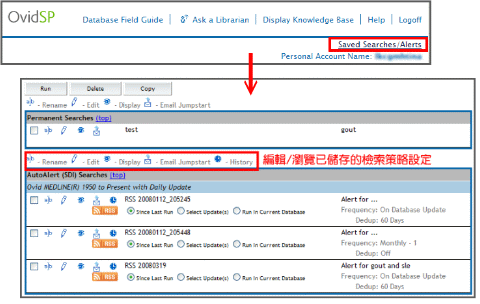 OvidSP
Database Field Guide | Ask a Librarian | Display Knowledge Base | Help | Logoff
Saved Searches/Alerts
Personal Account Name:
Run Delete Copy
- Rename - Edit - Display - Email Jumpstart
Permanent Searches (top)
test gout
- Rename - Edit - Display - Email Jumpstart - History 編輯/瀏覽已儲存的檢索策略設定
AutoAlert (SDI) Searches (top)
Ovid MEDLINE(R) 1950 to Present with Daily Update
RSS 20080112_205245 Alert for ...
RSS Since Last Run Select Update(s) Run in Current Database Frequency: On Database Update
Dedup: 60 Days
RSS 20080112_205448 Alert for ...
RSS Since Last Run Select Update(s) Run in Current Database Frequency: Monthly - 1
Dedup: Off
RSS 20080319 Alert for gout and sle
RSS Since Last Run Select Update(s) Run in Current Database Frequency: On Database Update
Dedup: 60 Days